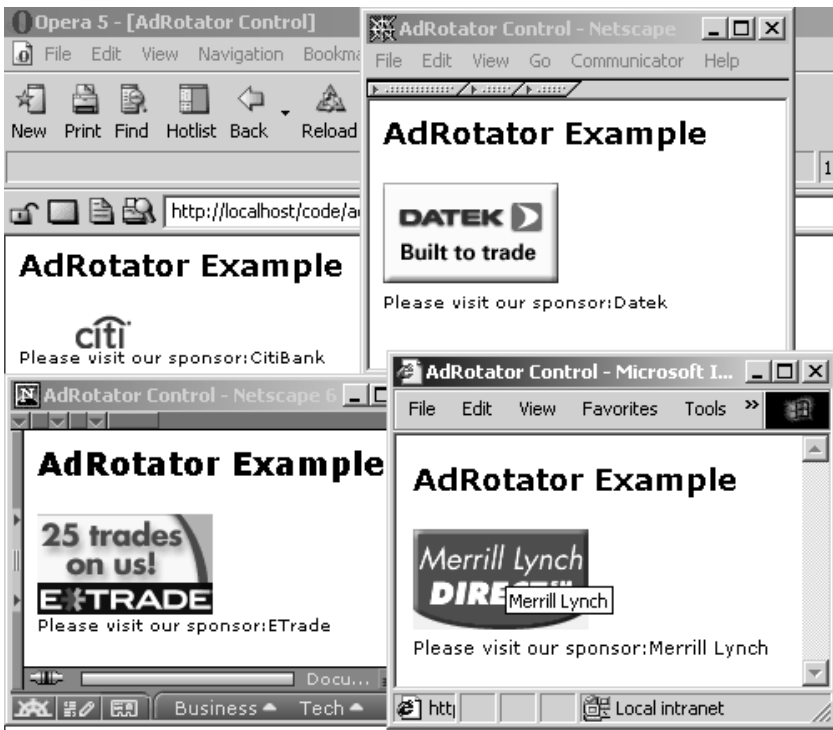 Opera 5 - [AdRotator Control]
File Edit View Navigation
New Print Find Hotlist Back Reload
http://localhost/code/a
AdRotator Example
citi
Please visit our sponsor:CitiBank
AdRotator Control - Netscape
File Edit View Go Communicator Help
AdRotator Example
DATEK
Built to trade
Please visit our sponsor:Datek
1
AdRotator Control - Netscape 6
AdRotator Example
25 trades
on us!
E*TRADE
Please visit our sponsor:ETrade
Docu...
Business Tech
AdRotator Control - Microsoft I...
File Edit View Favorites Tools »
AdRotator Example
Merrill Lynch
Merrill Lynch
Please visit our sponsor:Merrill Lynch
Local intranet